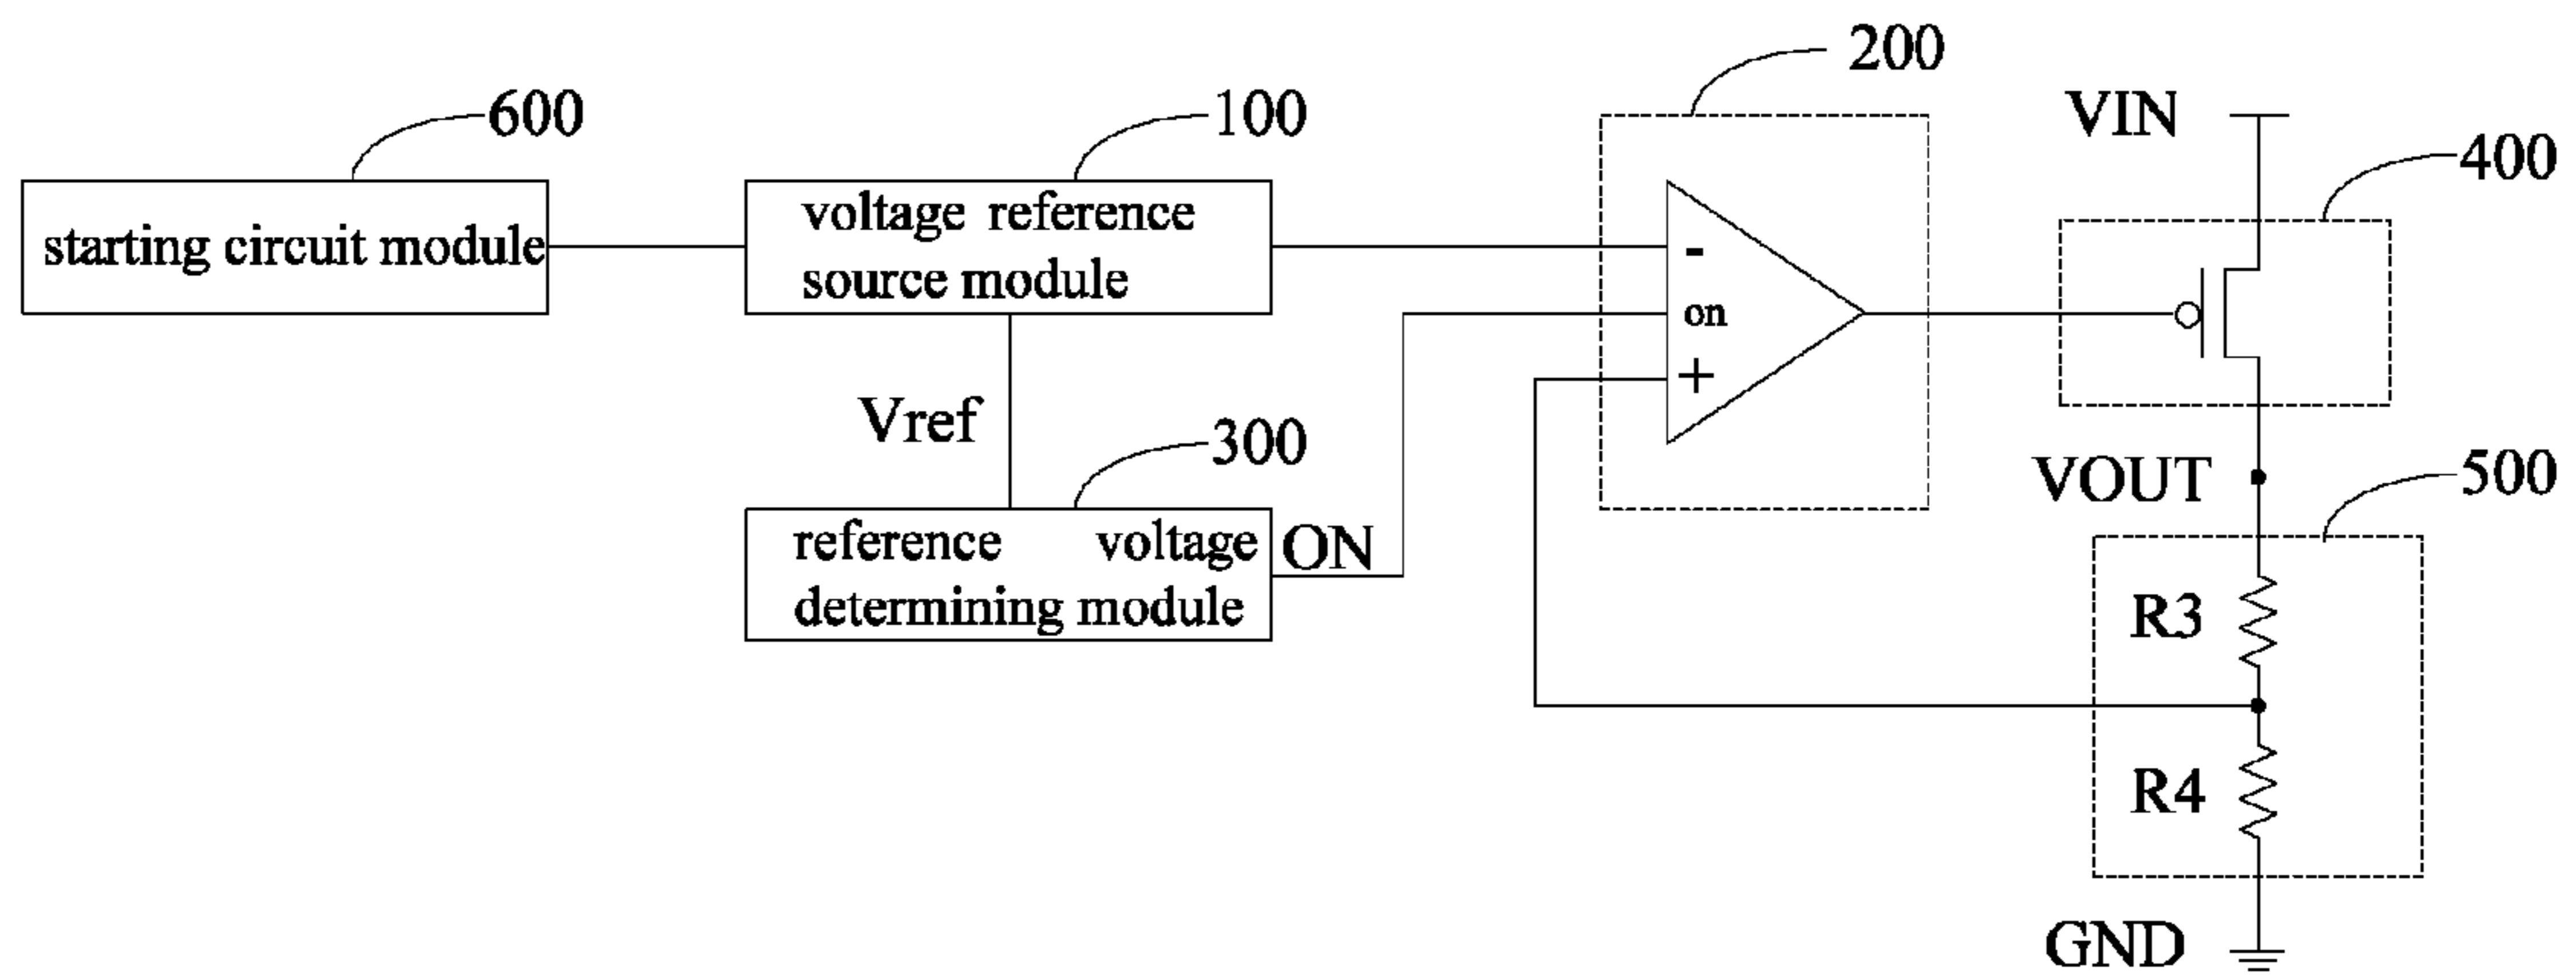 200
600
100
VIN
400
starting circuit module
voltage reference
source module
-
on
+
Vref
300
VOUT
500
reference voltage
determining module
ON
R3
R4
GND